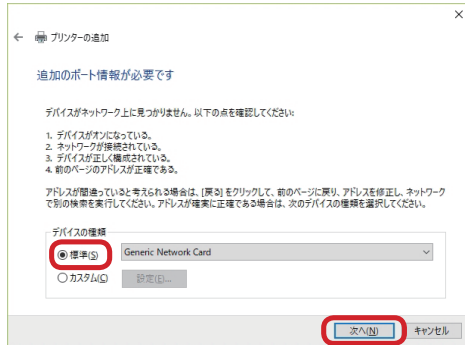 プリンターの追加
追加のポート情報が必要です
デバイスがネットワーク上に見つかりません。以下の点を確認してください:
1. デバイスがオンになっている。
2. ネットワークが接続されている。
3. デバイスが正しく構成されている。
4. 前のページのアドレスが正確である。
アドレスが間違っていると考えられる場合は、[戻る] をクリックして、前のページに戻り、アドレスを修正し、ネットワーク
で別の検索を実行してください。アドレスが確実に正確である場合は、次のデバイスの種類を選択してください。
デバイスの種類
標準(S) Generic Network Card
カスタム(C) 設定(E)...
次へ(N) キャンセル